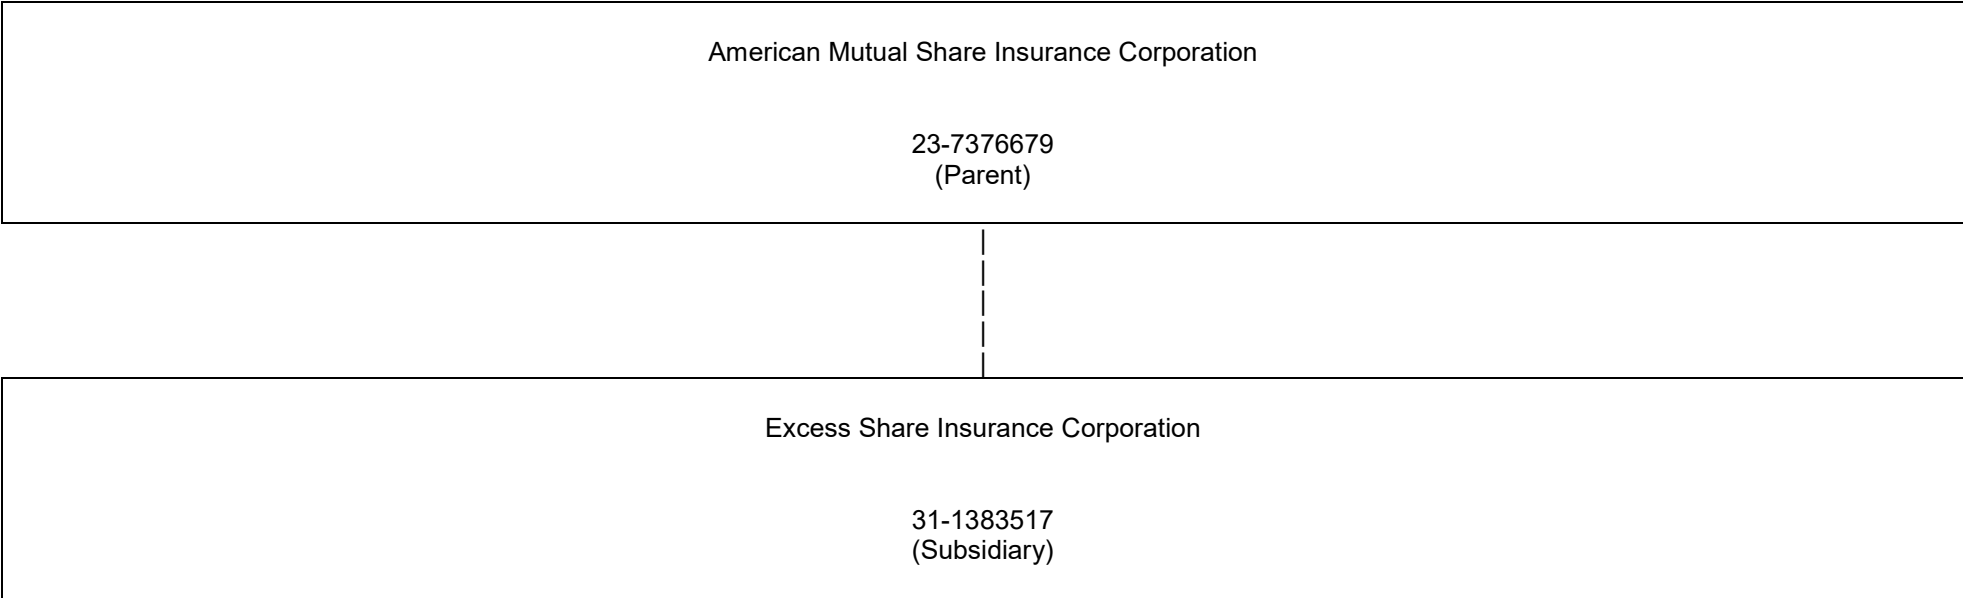 American Mutual Share Insurance Corporation
23-7376679
(Parent)
|
|
|
|
|
Excess Share Insurance Corporation
31-1383517
(Subsidiary)